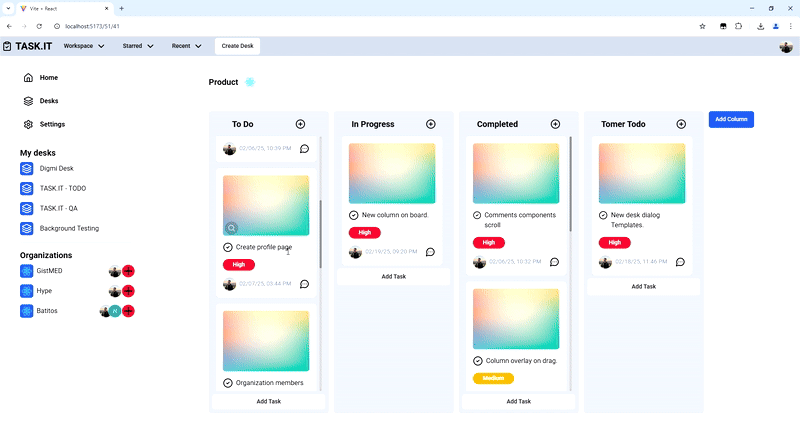 Vite + React
localhost:5173/51/41
TASK.IT
Workspace
Starred
Recent
Create Desk
Home
Desks
Settings
My desks
Digmi Desk
TASK.IT - TODO
TASK.IT - QA
Background Testing
Organizations
GistMED
Hype
Batitos
Product
To Do
02/06/25, 10:39 PM
Create profile page
High
02/07/25, 05:44 PM
Organization members
Add Task
In Progress
New column on board.
High
02/19/25, 09:20 PM
Add Task
Completed
Comments components
scroll
High
02/06/25, 10:32 PM
Column overlay on drag.
Medium
Add Task
Tomer Todo
New desk dialog
Templates.
High
02/18/25, 11:46 PM
Add Task
Add Column